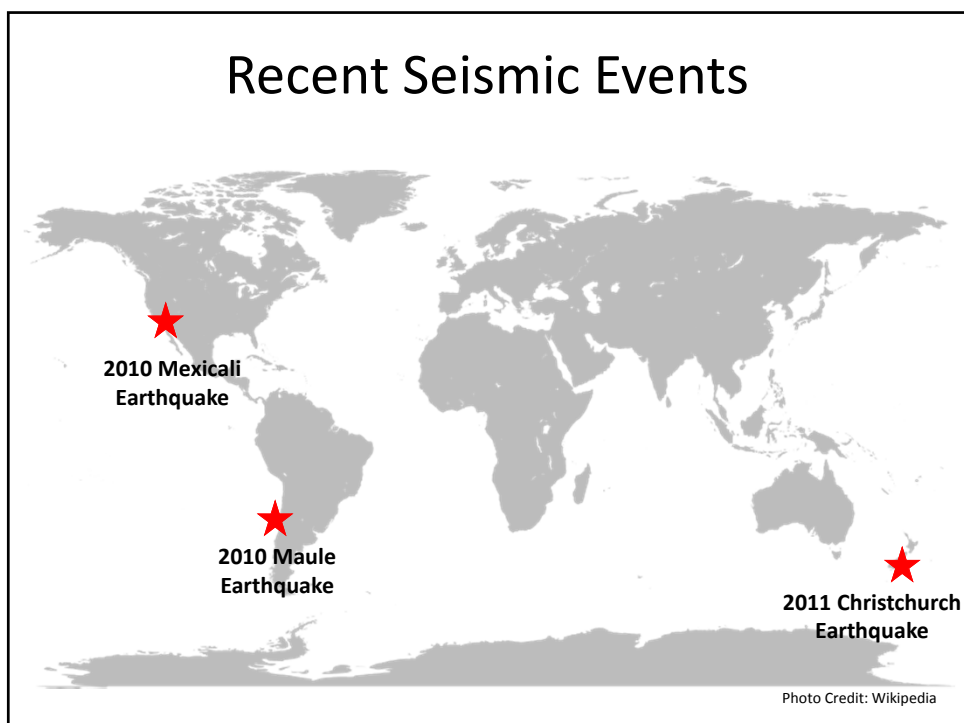 Recent Seismic Events
2010 Mexicali
Earthquake
2010 Maule
Earthquake
2011 Christchurch
Earthquake
Photo Credit: Wikipedia